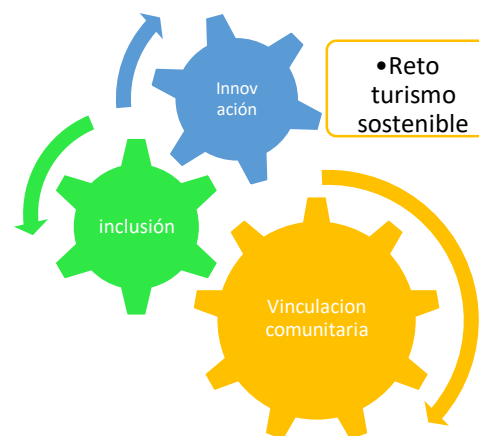 Innov
ación
•Reto
turismo
sostenible
inclusión
Vinculacion
comunitaria